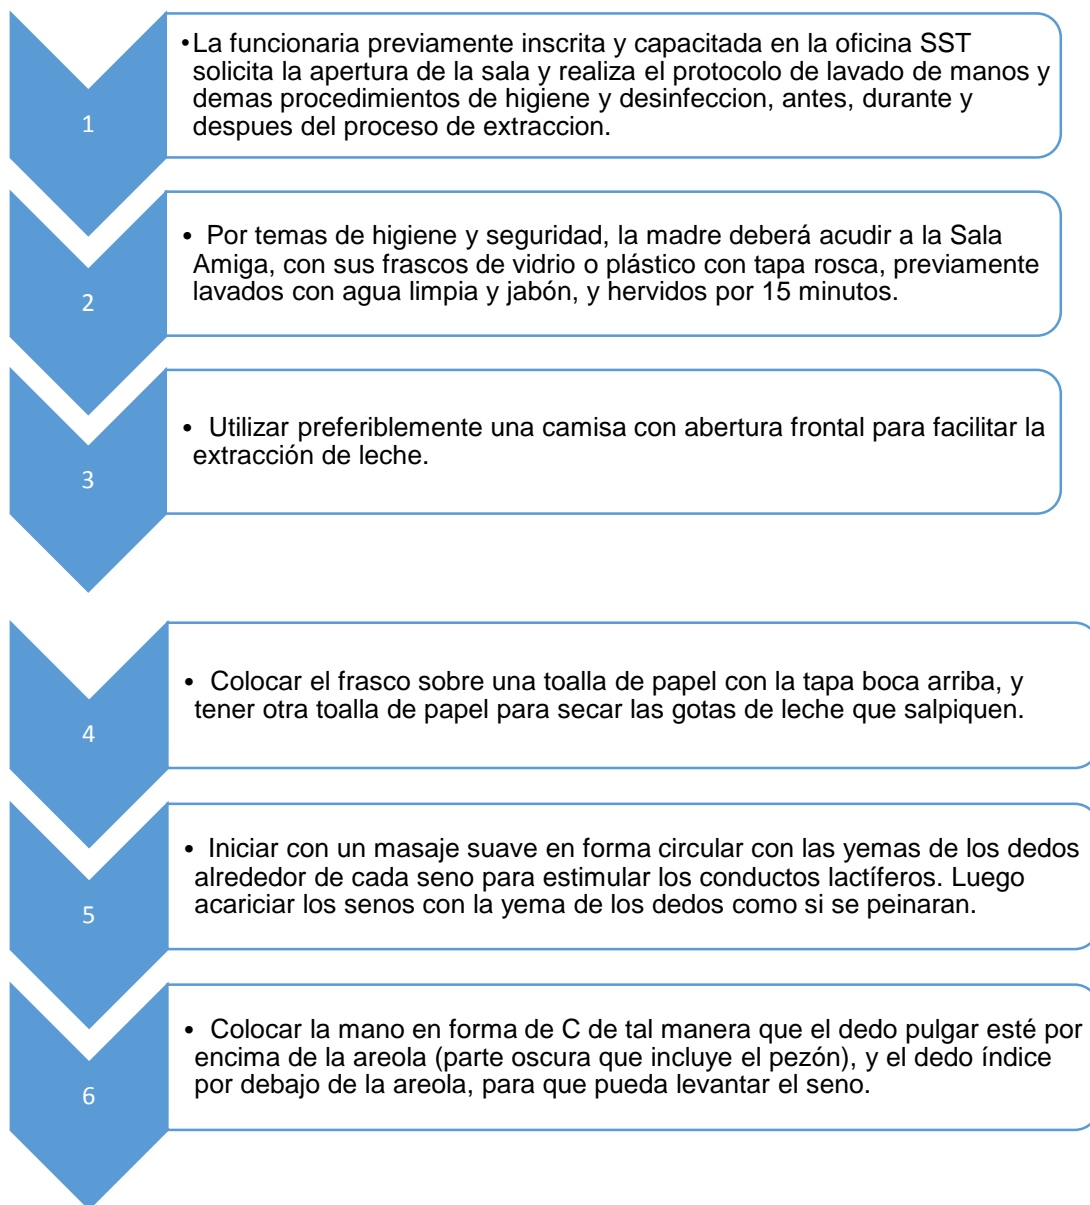 1
•La funcionaria previamente inscrita y capacitada en la oficina SST
solicita la apertura de la sala y realiza el protocolo de lavado de manos y
demas procedimientos de higiene y desinfeccion, antes, durante y
despues del proceso de extraccion.
2
• Por temas de higiene y seguridad, la madre deberá acudir a la Sala
Amiga, con sus frascos de vidrio o plástico con tapa rosca, previamente
lavados con agua limpia y jabón, y hervidos por 15 minutos.
3
• Utilizar preferiblemente una camisa con abertura frontal para facilitar la
extracción de leche.
4
• Colocar el frasco sobre una toalla de papel con la tapa boca arriba, y
tener otra toalla de papel para secar las gotas de leche que salpiquen.
5
• Iniciar con un masaje suave en forma circular con las yemas de los dedos
alrededor de cada seno para estimular los conductos lactíferos. Luego
acariciar los senos con la yema de los dedos como si se peinaran.
6
• Colocar la mano en forma de C de tal manera que el dedo pulgar esté por
encima de la areola (parte oscura que incluye el pezón), y el dedo índice
por debajo de la areola, para que pueda levantar el seno.